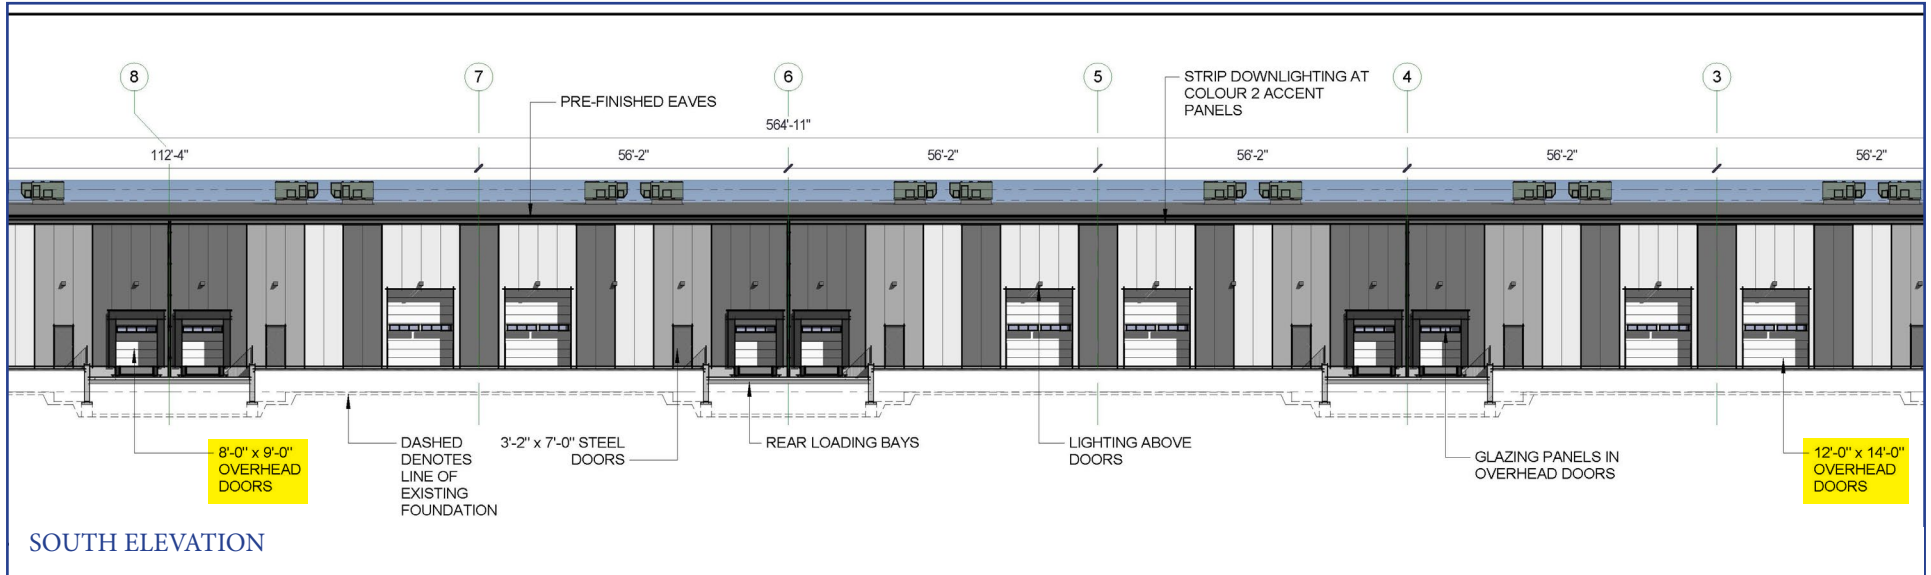 8
7
6
5
4
3
STRIP DOWNLIGHTING AT
COLOUR 2 ACCENT
PANELS
PRE-FINISHED EAVES
564'-11"
112'-4"
56'-2"
56'-2"
56'-2"
56'-2"
56'-2"
8'-0" x 9'-0"
OVERHEAD
DOORS
DASHED
DENOTES
LINE OF
EXISTING
FOUNDATION
3'-2" x 7'-0" STEEL
DOORS
REAR LOADING BAYS
LIGHTING ABOVE
DOORS
GLAZING PANELS IN
OVERHEAD DOORS
12'-0" x 14'-0"
OVERHEAD
DOORS
SOUTH ELEVATION